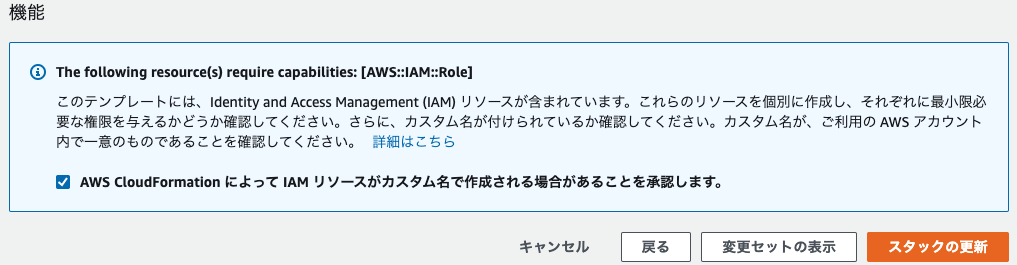 機能
The following resource(s) require capabilities: [AWS::IAM::Role]
このテンプレートには、Identity and Access Management (IAM) リソースが含まれています。これらのリソースを個別に作成し、それぞれに最小限必
要な権限を与えるかどうか確認してください。さらに、カスタム名が付けられているか確認してください。カスタム名が、ご利用の AWS アカウント
内で一意のものであることを確認してください。 詳細はこちら
AWS CloudFormation によって IAM リソースがカスタム名で作成される場合があることを承認します。
キャンセル 戻る 変更セットの表示 スタックの更新